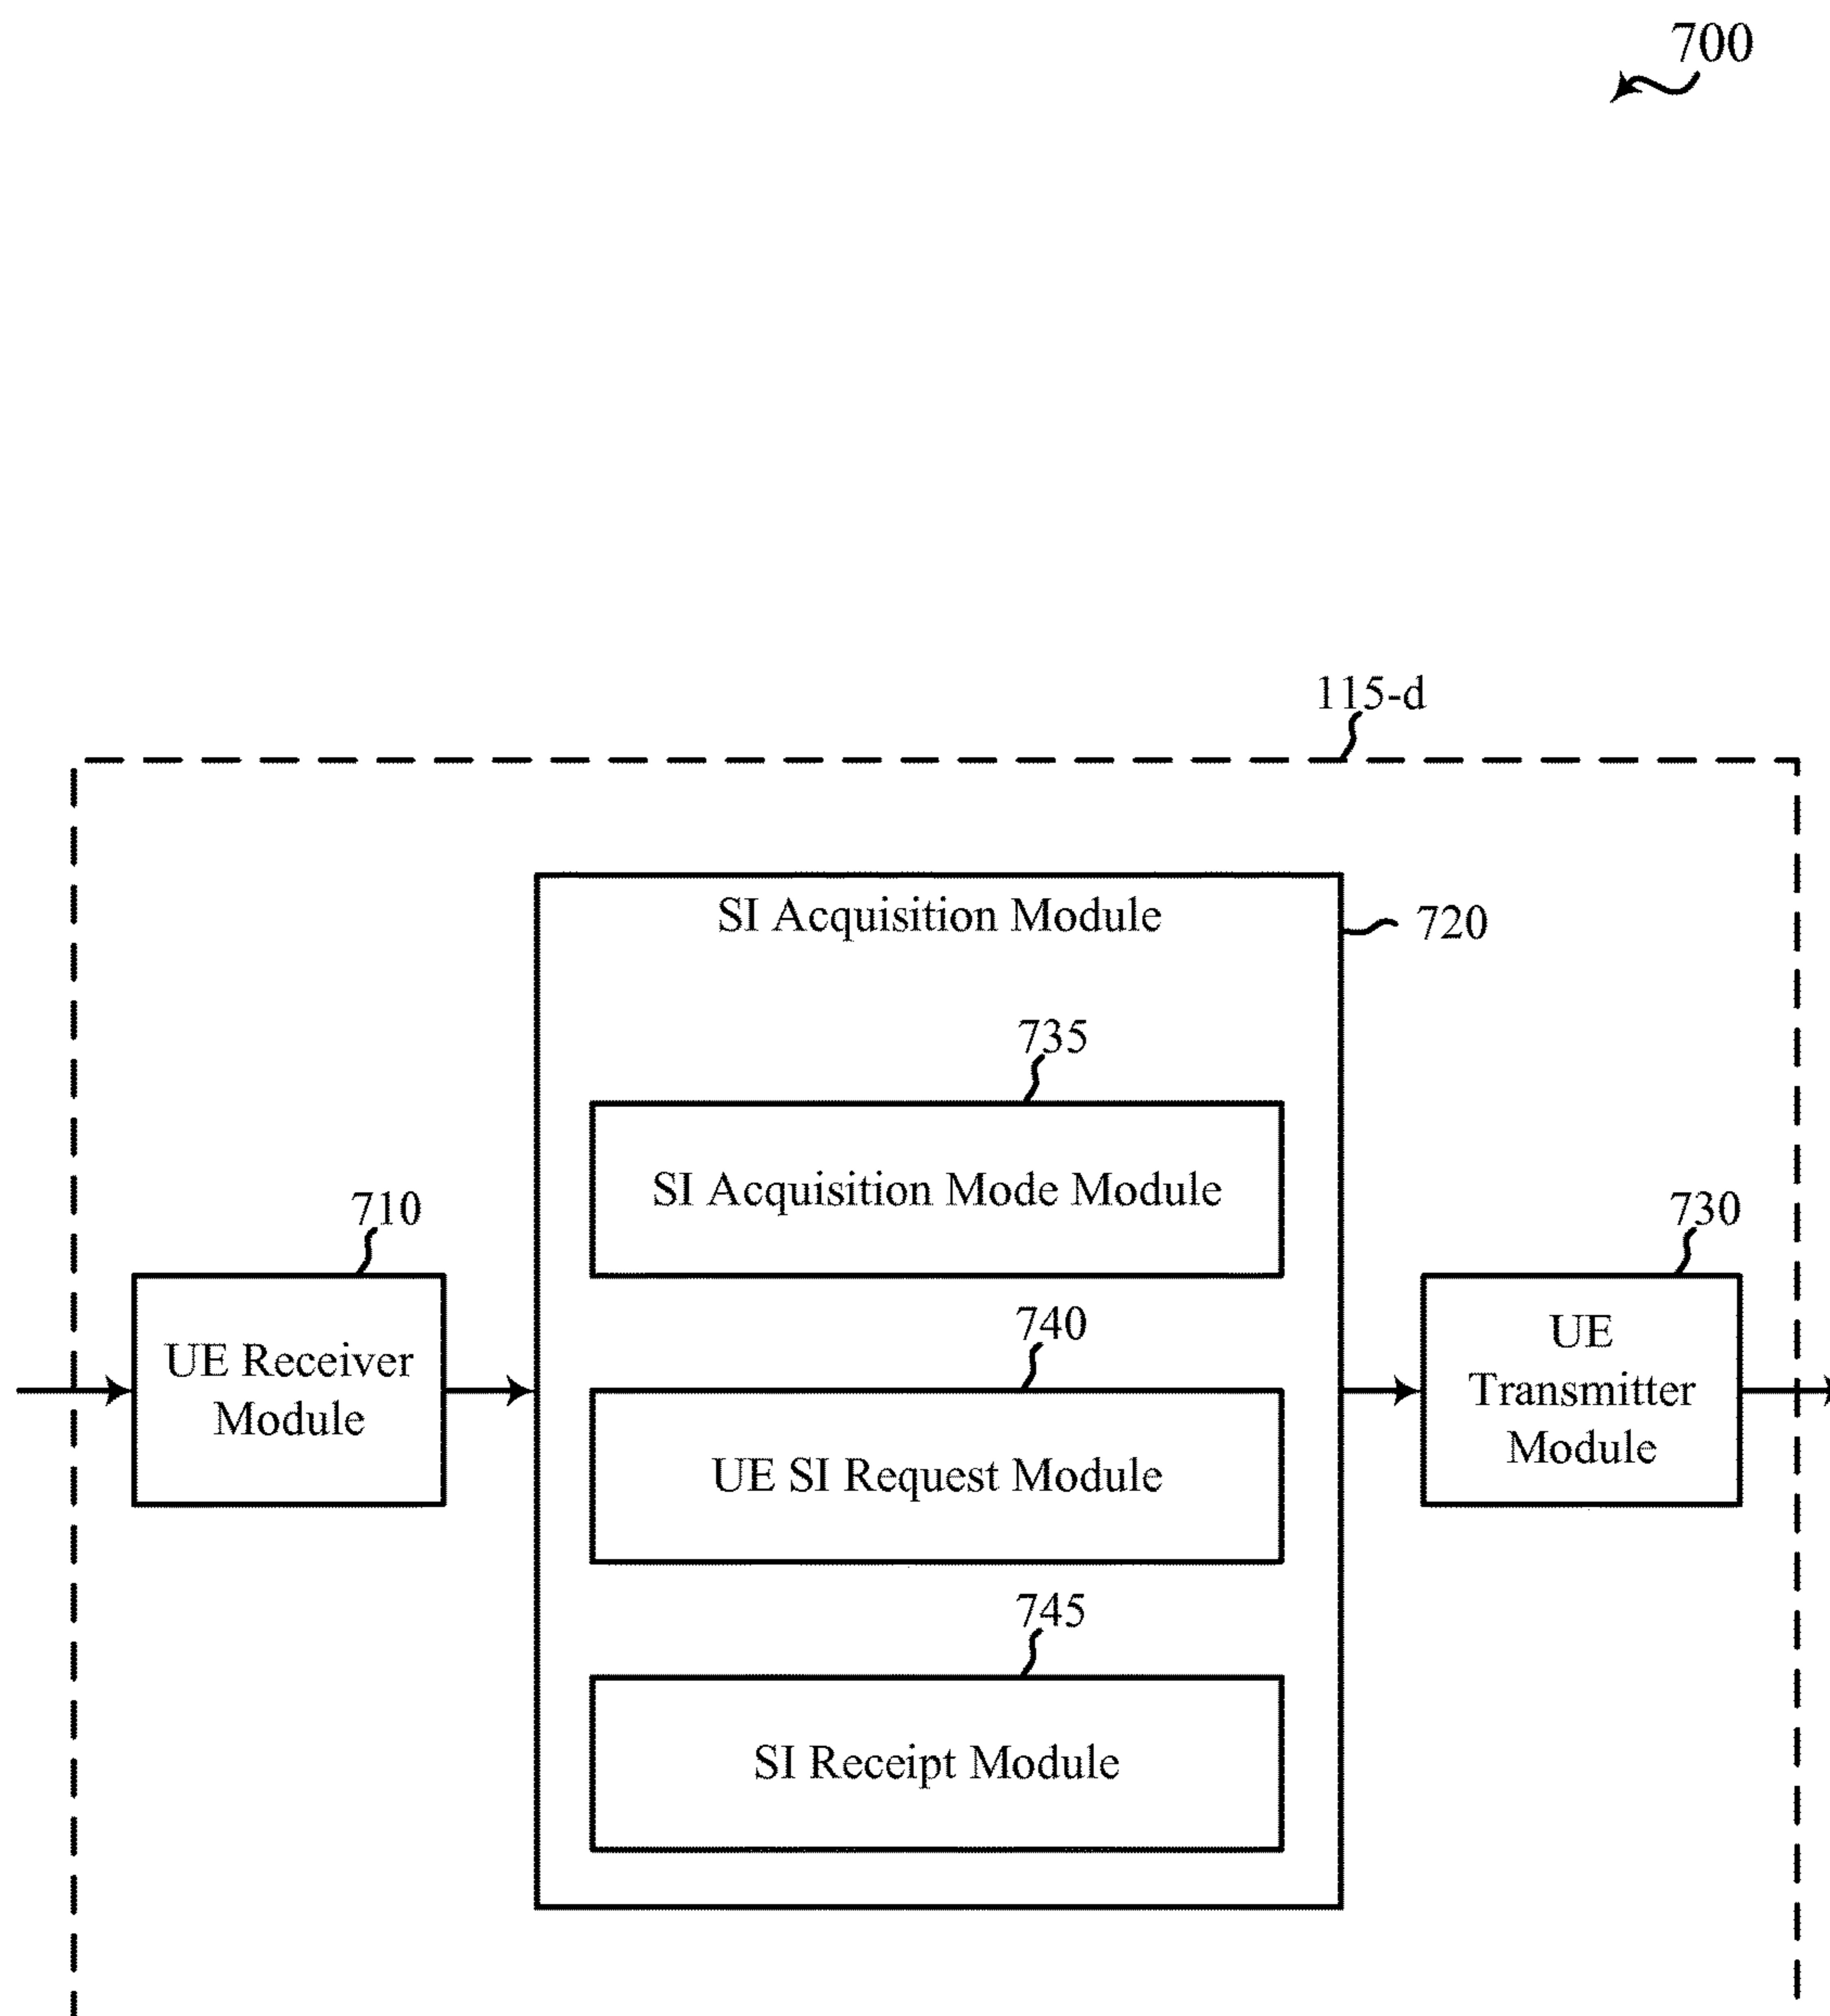 700
115-d
SI Acquisition Module
720
735
SI Acquisition Mode Module
710
730
UE Receiver
Module
740
UE
Transmitter
Module
UE SI Request Module
745
SI Receipt Module